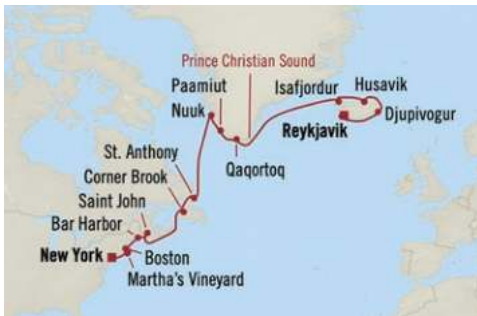 Prince Christian Sound
Paamiut
Isafjordur
Husavik
Nuuk
Djupivogur
Reykjavik
Qaqortoq
St. Anthony
Corner Brook
Saint John
Bar Harbor
New York
Boston
Martha's Vineyard